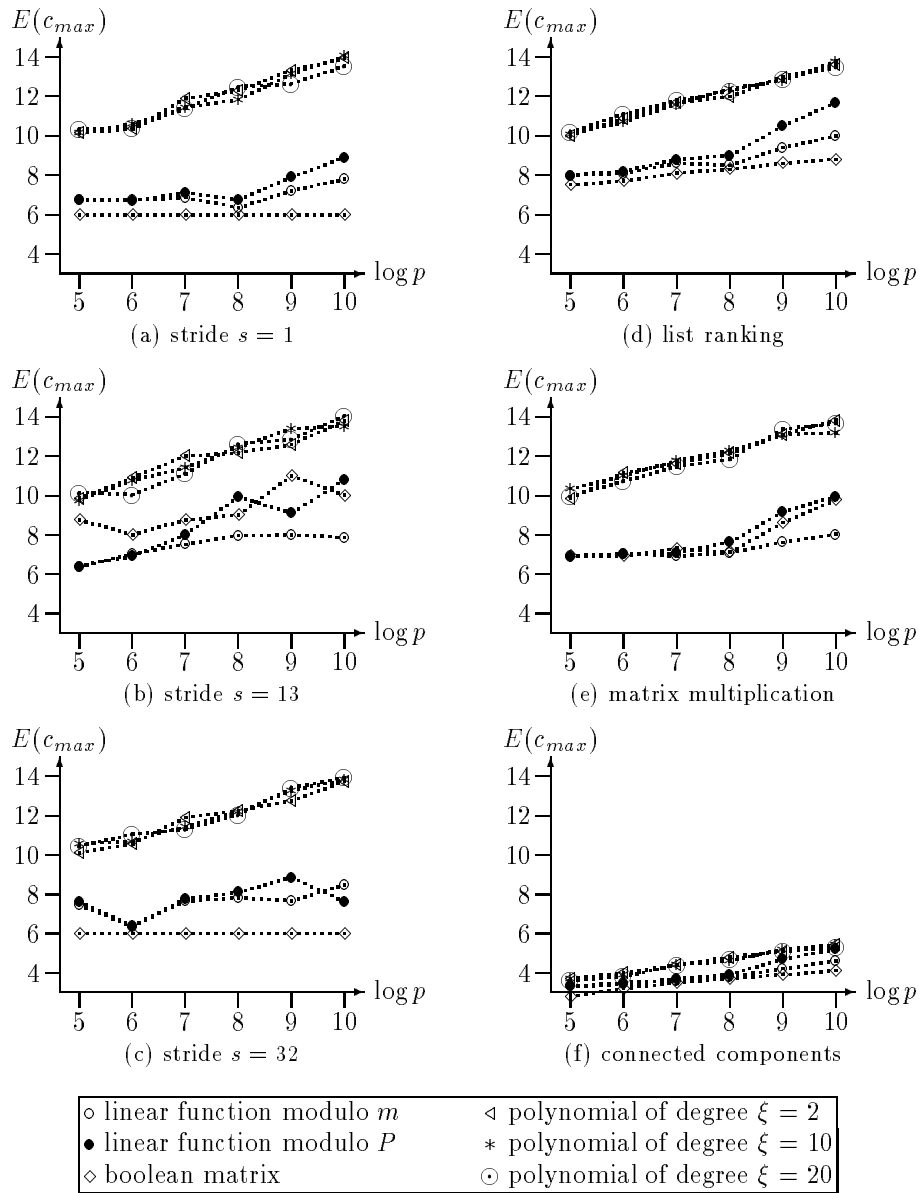 E(c_max)
14
12
10
8
6
4
5 6 7 8 9 10
log p
(a) stride s = 1
E(c_max)
14
12
10
8
6
4
5 6 7 8 9 10
log p
(d) list ranking
E(c_max)
14
12
10
8
6
4
5 6 7 8 9 10
log p
(b) stride s = 13
E(c_max)
14
12
10
8
6
4
5 6 7 8 9 10
log p
(e) matrix multiplication
E(c_max)
14
12
10
8
6
4
5 6 7 8 9 10
log p
(c) stride s = 32
E(c_max)
14
12
10
8
6
4
5 6 7 8 9 10
log p
(f) connected components
linear function modulo m
linear function modulo P
boolean matrix
polynomial of degree ξ = 2
polynomial of degree ξ = 10
polynomial of degree ξ = 20